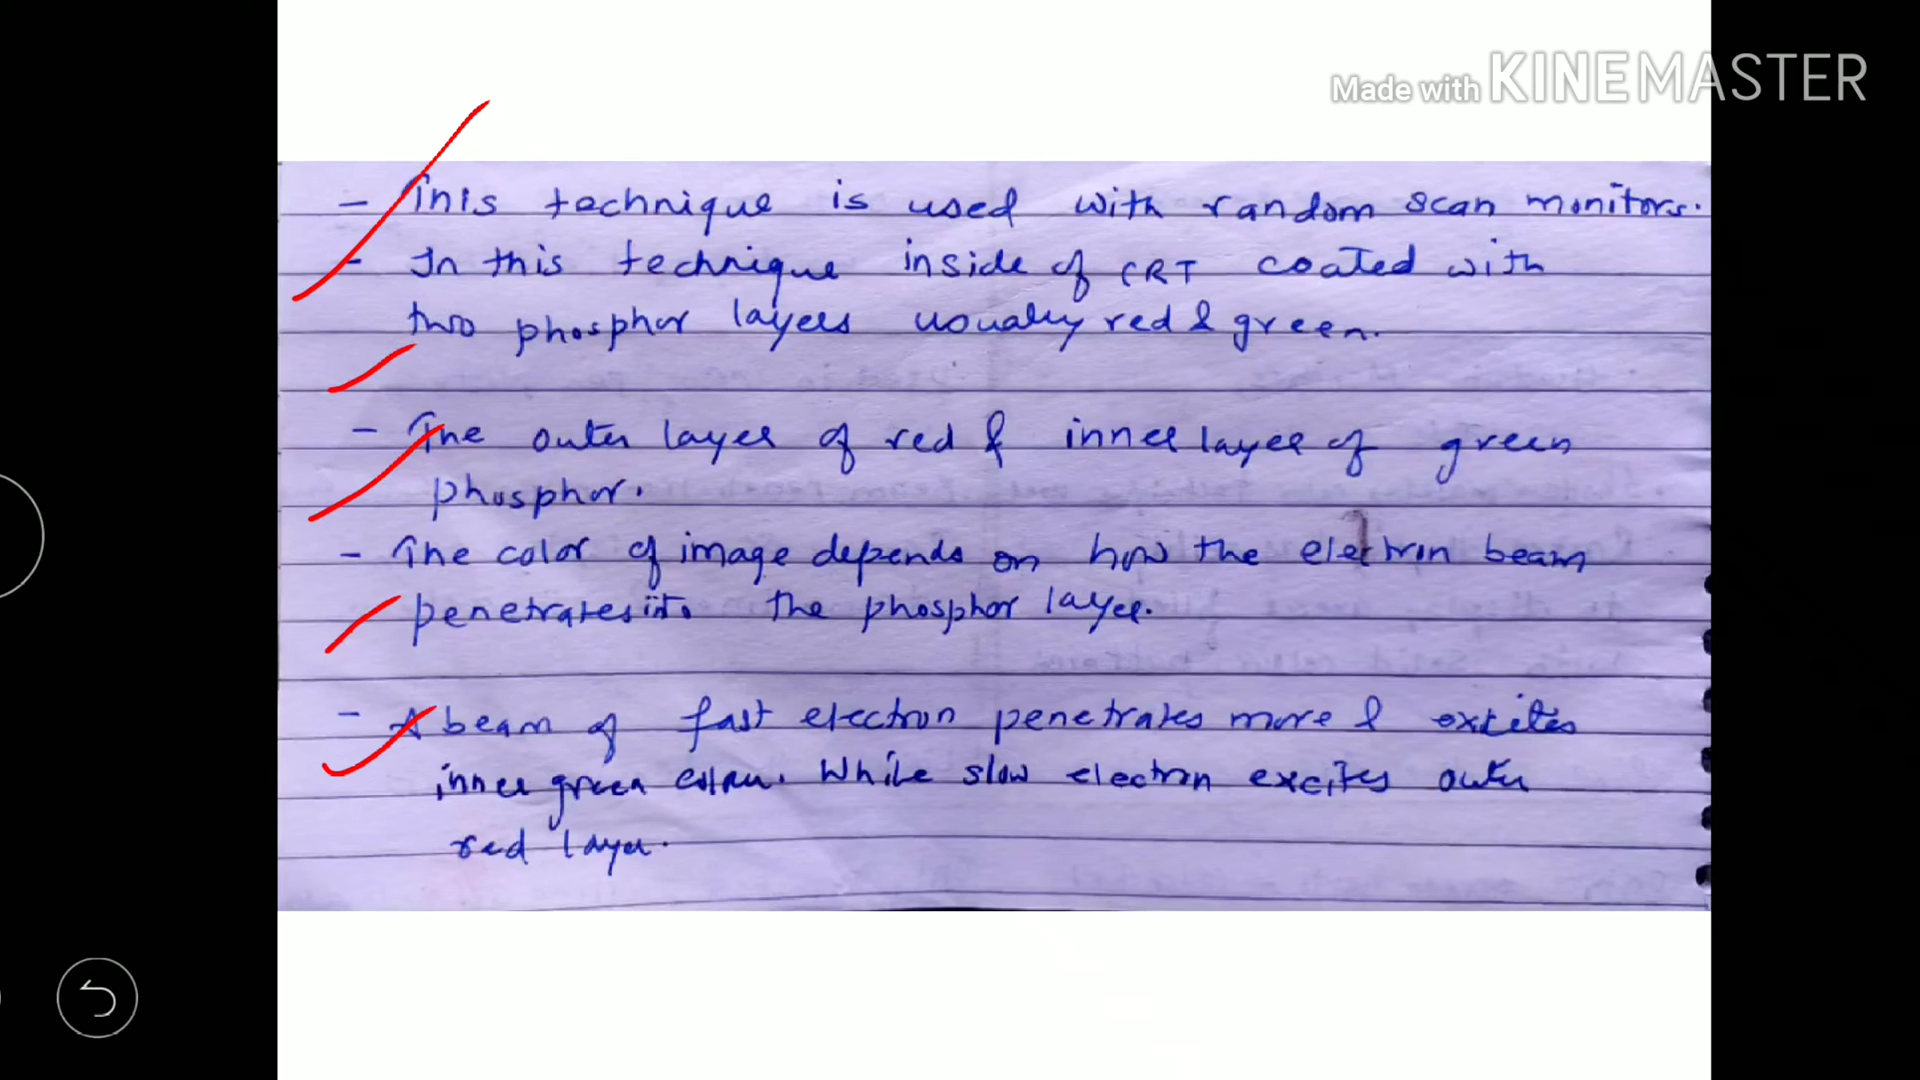 Made with KINEMASTER
- This technique is used with random scan monitors.
- In this technique inside of CRT coated with
two phosphor layers usually red & green.
- The outer layer of red & inner layer of green
phosphor.
- The color of image depends on how the electron beam
penetrates into the phosphor layer.
- A beam of fast electron penetrates more & excites
inner green colour. While slow electron excites outer
red layer.